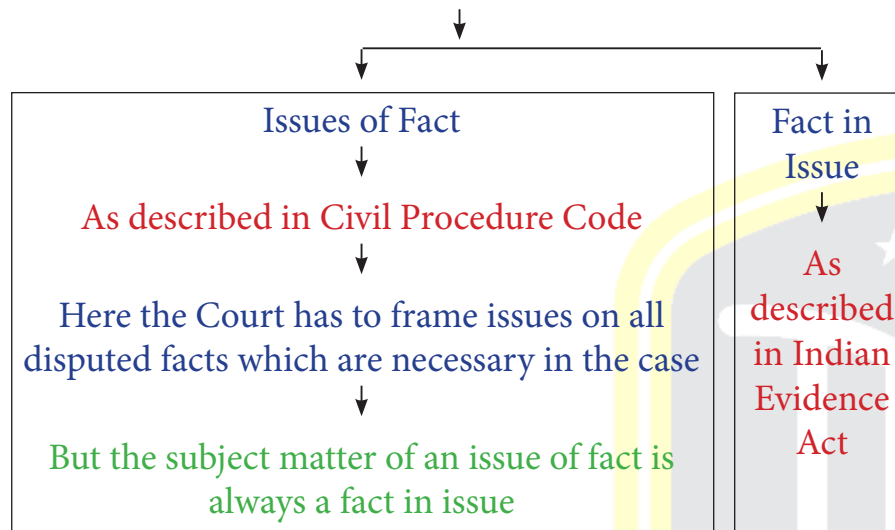 Issues of Fact
As described in Civil Procedure Code
Here the Court has to frame issues on all
disputed facts which are necessary in the case
But the subject matter of an issue of fact is
always a fact in issue
Fact in
Issue
As
described
in Indian
Evidence
Act